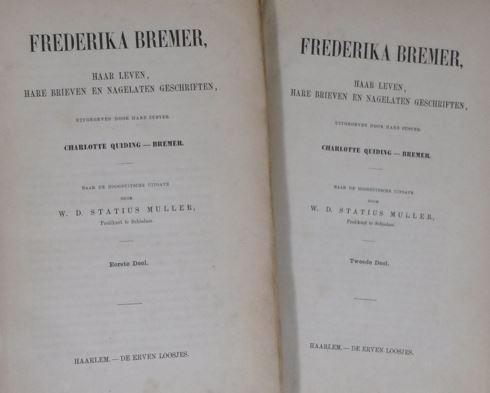 FREDERIKA BREMER,
HAAR LEVEN,
HARE BRIEVEN EN NAGELATEN GESCHRIFTEN,
UITGEGEVEN DOOR HARE ZUSTER
CHARLOTTE QUIDING — BREMER.
NAAR DE HOOGDUITSCHE UITGAVE
DOOR
W. D. STATIUS MULLER,
Predikant te Schiedam.
Eerste Deel.
HAARLEM. — DE ERVEN LOOSJES.
FREDERIKA BREMER,
HAAR LEVEN,
HARE BRIEVEN EN NAGELATEN GESCHRIFTEN,
UITGEGEVEN DOOR HARE ZUSTER
CHARLOTTE QUIDING — BREMER.
NAAR DE HOOGDUITSCHE UITGAVE
DOOR
W. D. STATIUS MULLER,
Predikant te Schiedam.
Tweede Deel.
HAARLEM. — DE ERVEN LOOSJES.